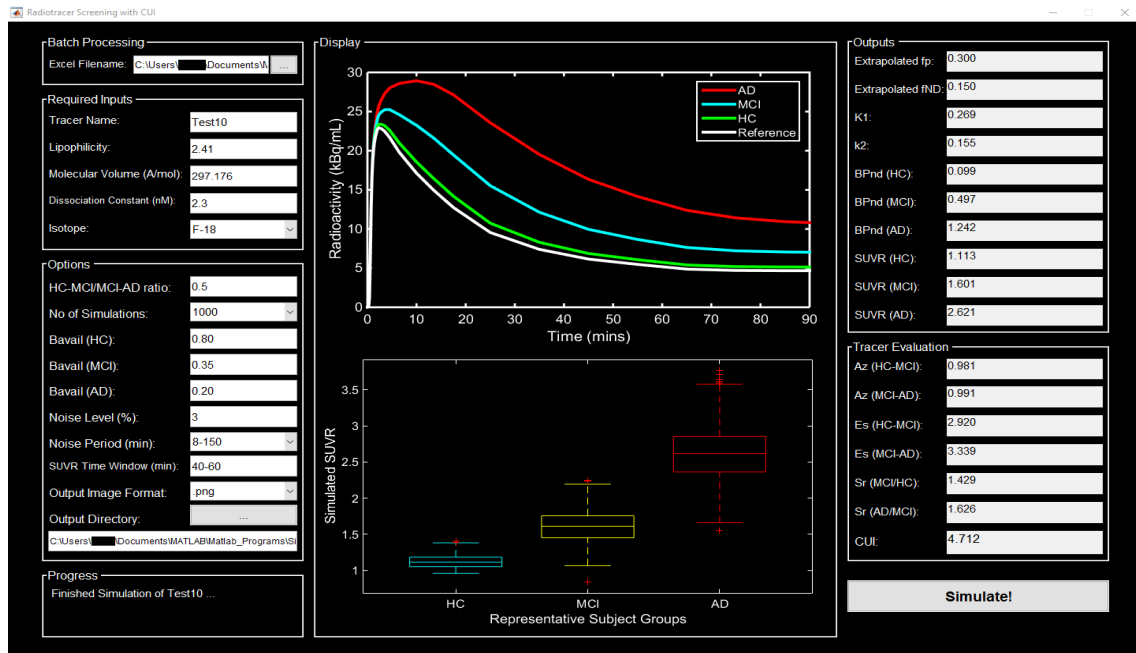 Radiotracer Screening with CUI
Batch Processing
Excel Filename: C:\Users\ \Documents\M ...
Required Inputs
Tracer Name: Test10
Lipophilicity: 2.41
Molecular Volume (A/mol): 297.176
Dissociation Constant (nM): 2.3
Isotope: F-18
Options
HC-MCI/MCI-AD ratio: 0.5
No of Simulations: 1000
Bavail (HC): 0.80
Bavail (MCI): 0.35
Bavail (AD): 0.20
Noise Level (%): 3
Noise Period (min): 8-150
SUVR Time Window (min): 40-60
Output Image Format: .png
Output Directory: ...
C:\Users\ \Documents\MATLAB\Matlab_Programs\Si
Progress
Finished Simulation of Test10 ...
Display
30
25
20
15
10
5
0
Radioactivity (kBq/mL)
AD
MCI
HC
Reference
0 10 20 30 40 50 60 70 80 90
Time (mins)
3.5
3
2.5
2
1.5
1
Simulated SUVR
HC MCI AD
Representative Subject Groups
Outputs
Extrapolated fp: 0.300
Extrapolated fND: 0.150
K1: 0.269
k2: 0.155
BPnd (HC): 0.099
BPnd (MCI): 0.497
BPnd (AD): 1.242
SUVR (HC): 1.113
SUVR (MCI): 1.601
SUVR (AD): 2.621
Tracer Evaluation
Az (HC-MCI): 0.981
Az (MCI-AD): 0.991
Es (HC-MCI): 2.920
Es (MCI-AD): 3.339
Sr (MCI/HC): 1.429
Sr (AD/MCI): 1.626
CUI: 4.712
Simulate!